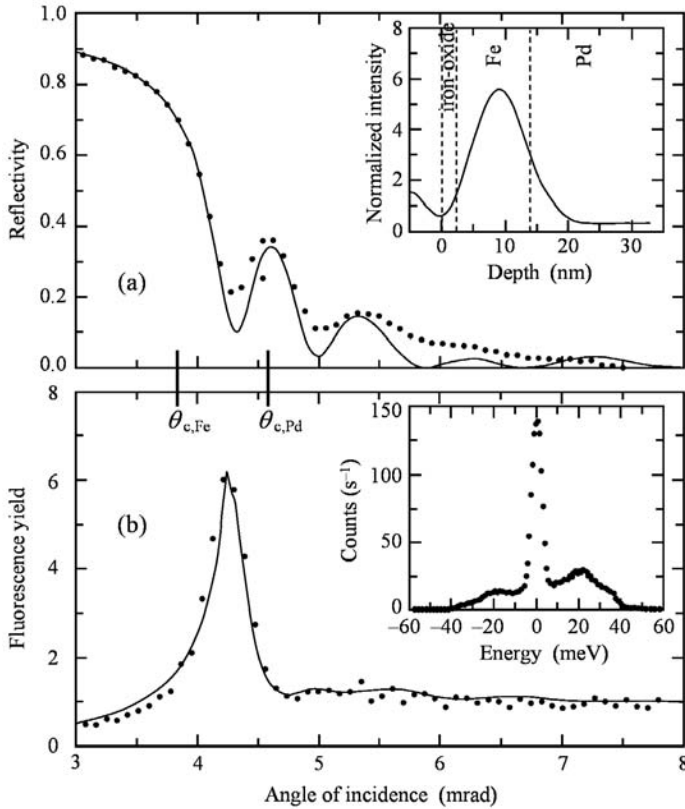 1.0
0.8
0.6
0.4
0.2
0.0
Reflectivity
(a)
8
6
4
2
0
Normalized intensity
iron-oxide
Fe
Pd
0 10 20 30
Depth (nm)
θc,Fe
θc,Pd
8
6
4
2
0
Fluorescence yield
(b)
150
100
50
0
Counts (s⁻¹)
−60 −40 −20 0 20 40 60
Energy (meV)
3 4 5 6 7 8
Angle of incidence (mrad)